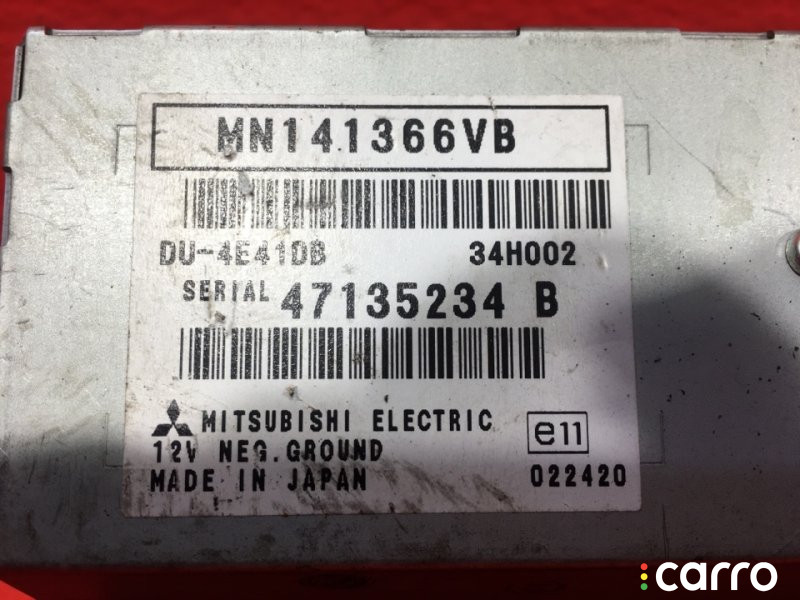 MN141366VB
DU-4E41DB 34H002
SERIAL 47135234 B
MITSUBISHI ELECTRIC
e11
12V NEG.GROUND
MADE IN JAPAN 022420
carro